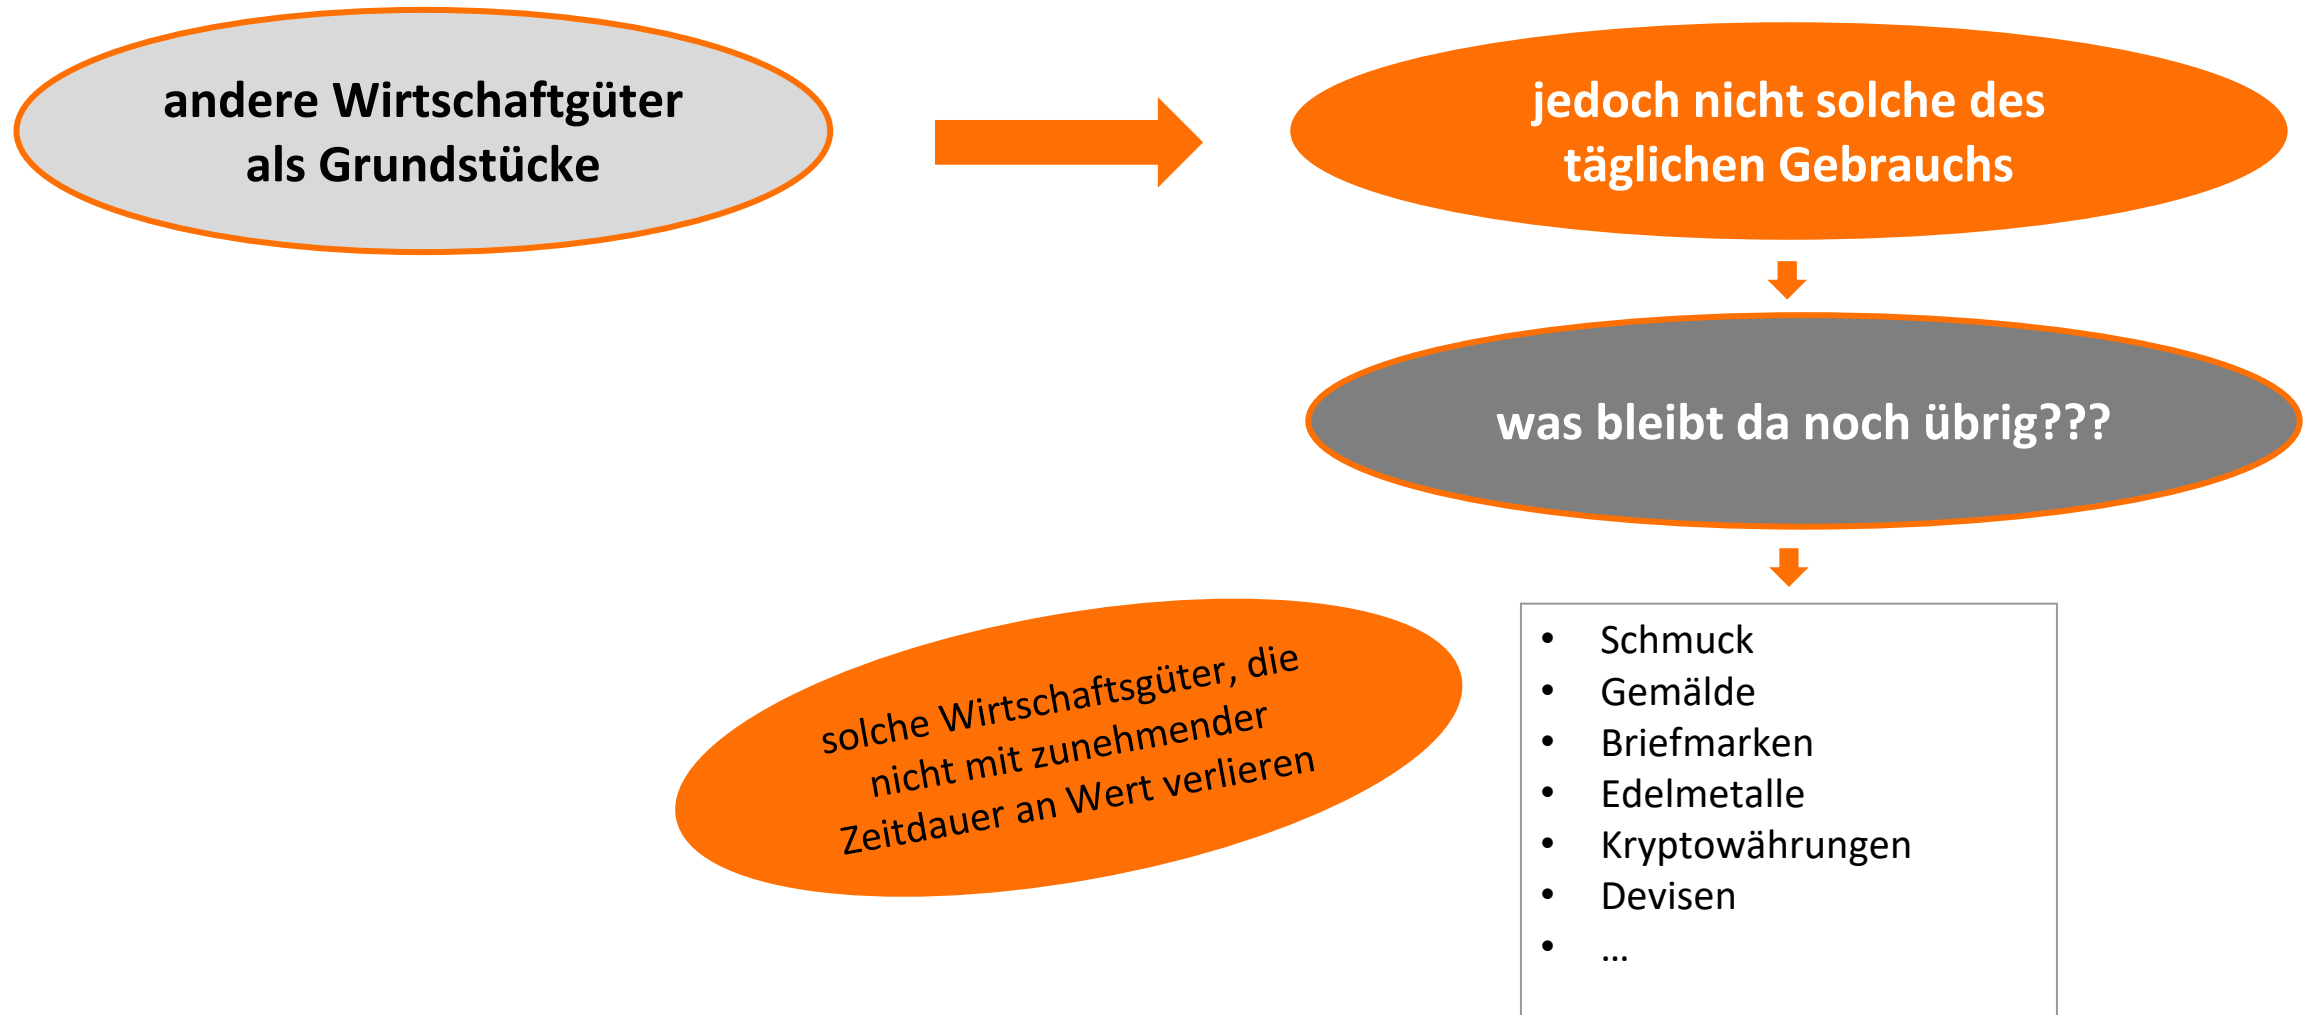 andere Wirtschaftgüter
als Grundstücke
jedoch nicht solche des
täglichen Gebrauchs
was bleibt da noch übrig???
solche Wirtschaftsgüter, die
nicht mit zunehmender
Zeitdauer an Wert verlieren
• Schmuck
• Gemälde
• Briefmarken
• Edelmetalle
• Kryptowährungen
• Devisen
• ...